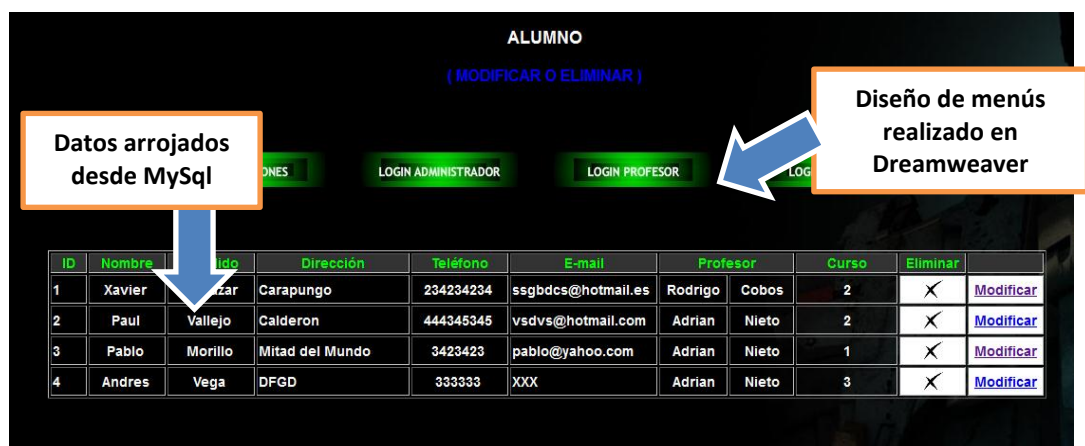 ALUMNO
( MODIFICAR O ELIMINAR )
Diseño de menús
realizado en
Dreamweaver
Datos arrojados
desde MySql
ONES LOGIN ADMINISTRADOR LOGIN PROFESOR LOG
ID Nombre lido Dirección Teléfono E-mail Profesor Curso Eliminar
1 Xavier zar Carapungo 234234234 ssgbdcs@hotmail.es Rodrigo Cobos 2 Modificar
2 Paul Vallejo Calderon 444345345 vsdvs@hotmail.com Adrian Nieto 2 Modificar
3 Pablo Morillo Mitad del Mundo 3423423 pablo@yahoo.com Adrian Nieto 1 Modificar
4 Andres Vega DFGD 333333 XXX Adrian Nieto 3 Modificar